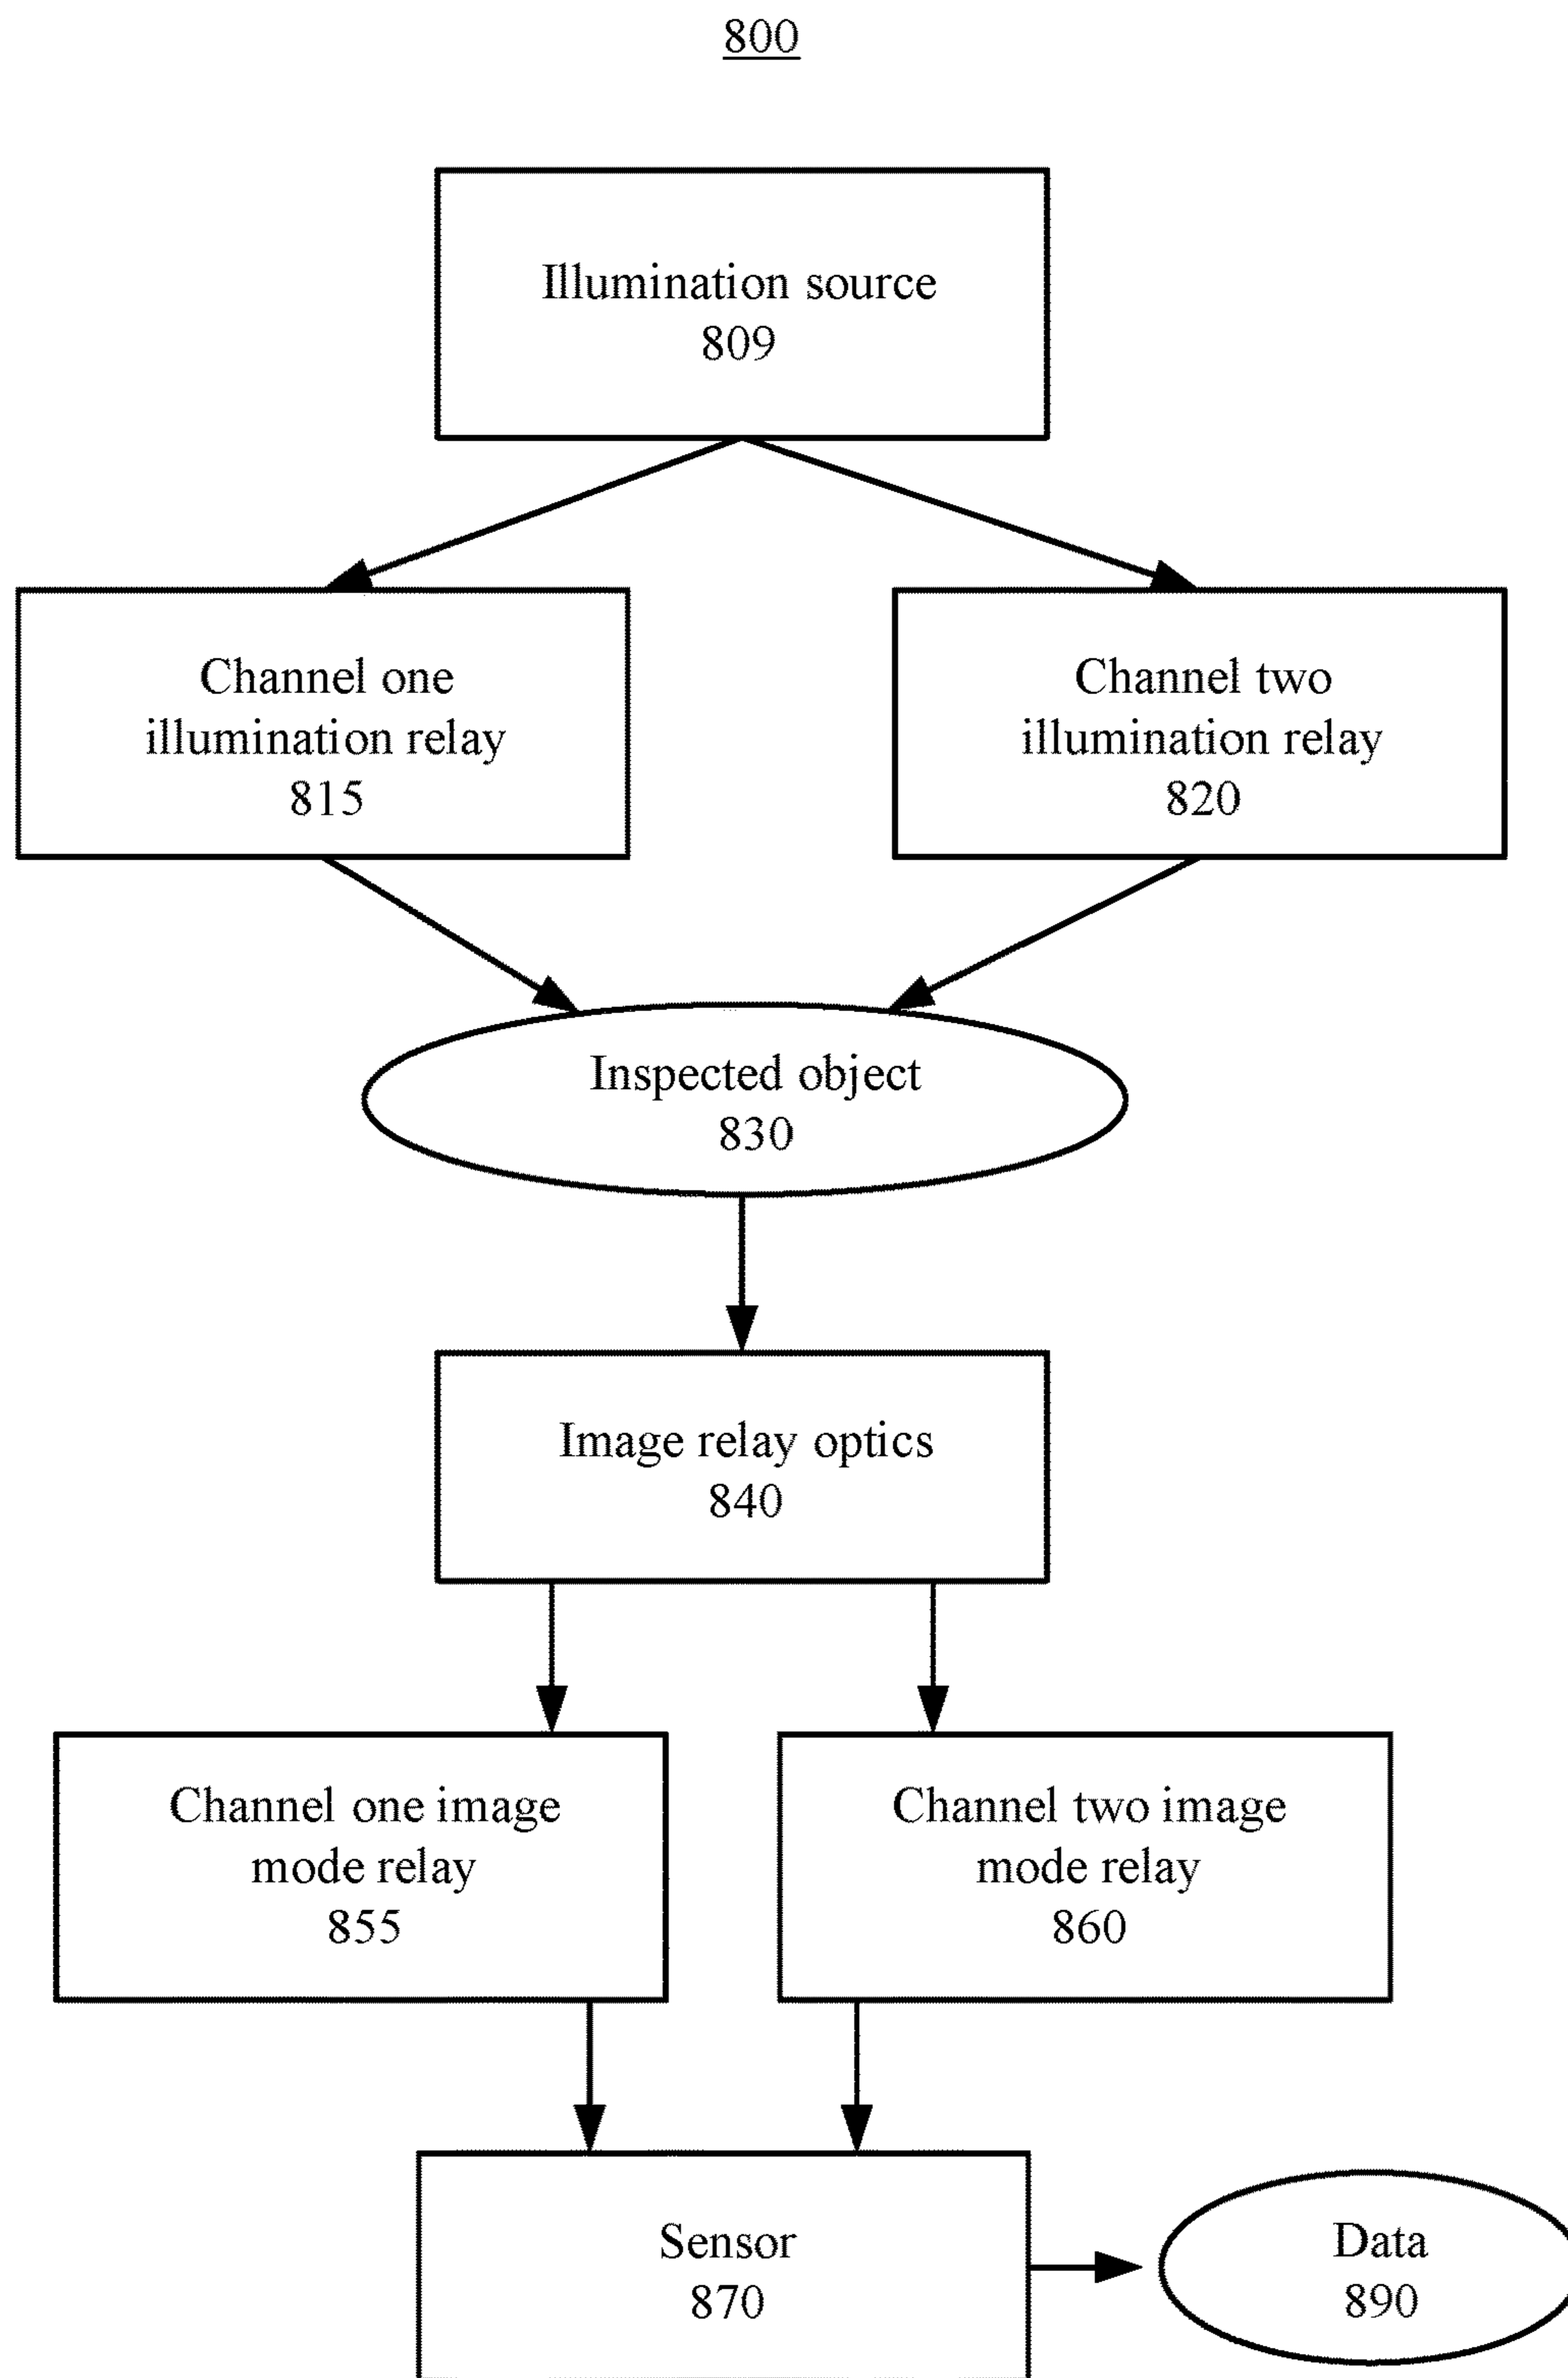 800
Illumination source
809
Channel one
illumination relay
815
Channel two
illumination relay
820
Inspected object
830
Image relay optics
840
Channel one image
mode relay
855
Channel two image
mode relay
860
Sensor
870
Data
890